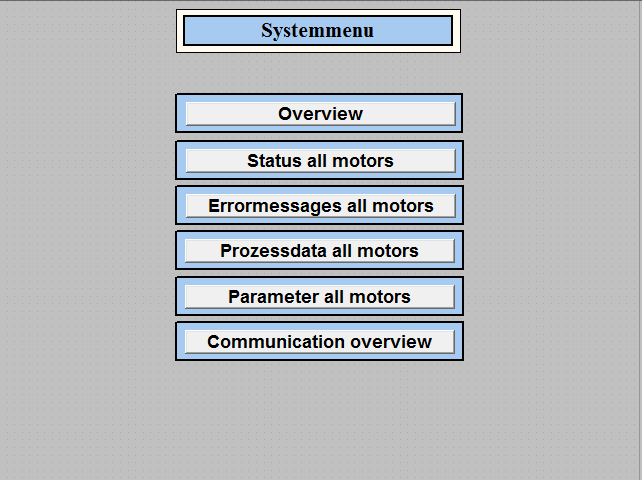 Systemmenu
Overview
Status all motors
Errormessages all motors
Prozessdata all motors
Parameter all motors
Communication overview